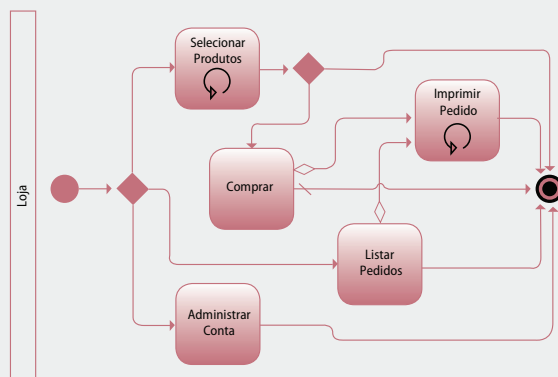 Loja
Selecionar
Produtos
Imprimir
Pedido
Comprar
Listar
Pedidos
Administrar
Conta